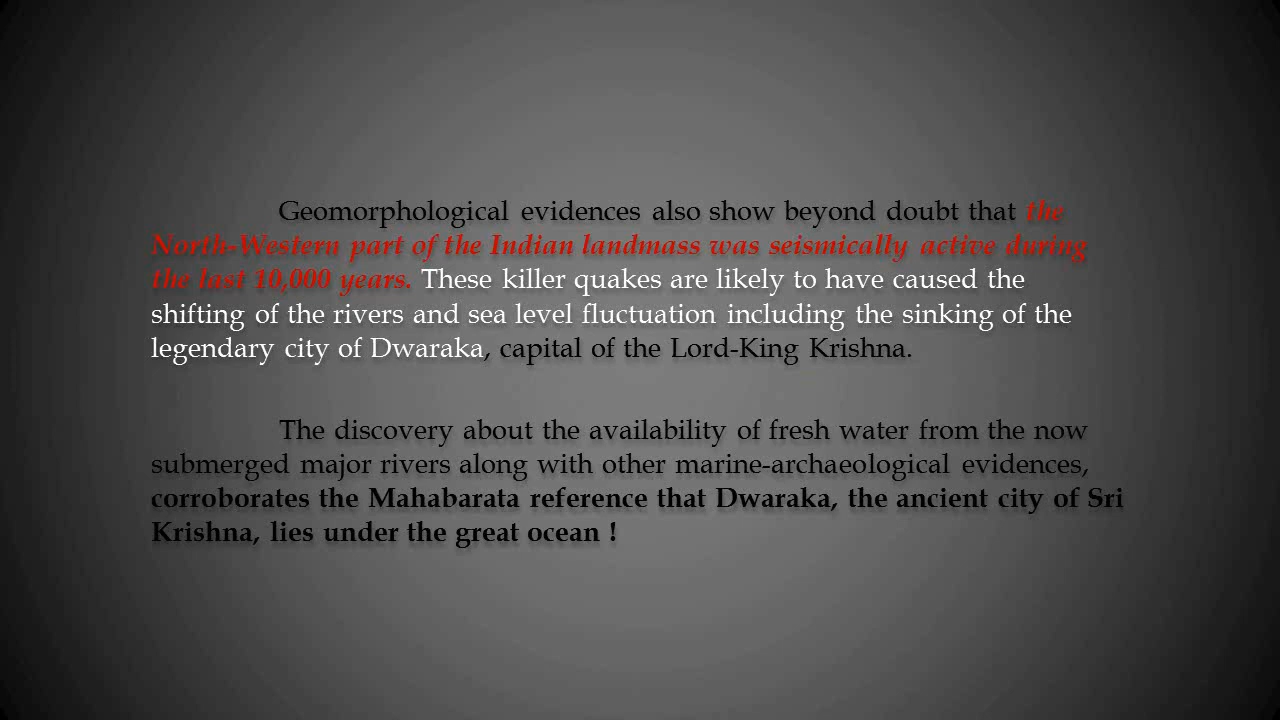 Geomorphological evidences also show beyond doubt that the
North-Western part of the Indian landmass was seismically active during
the last 10,000 years. These killer quakes are likely to have caused the
shifting of the rivers and sea level fluctuation including the sinking of the
legendary city of Dwaraka, capital of the Lord-King Krishna.
The discovery about the availability of fresh water from the now
submerged major rivers along with other marine-archaeological evidences,
corroborates the Mahabarata reference that Dwaraka, the ancient city of Sri
Krishna, lies under the great ocean !